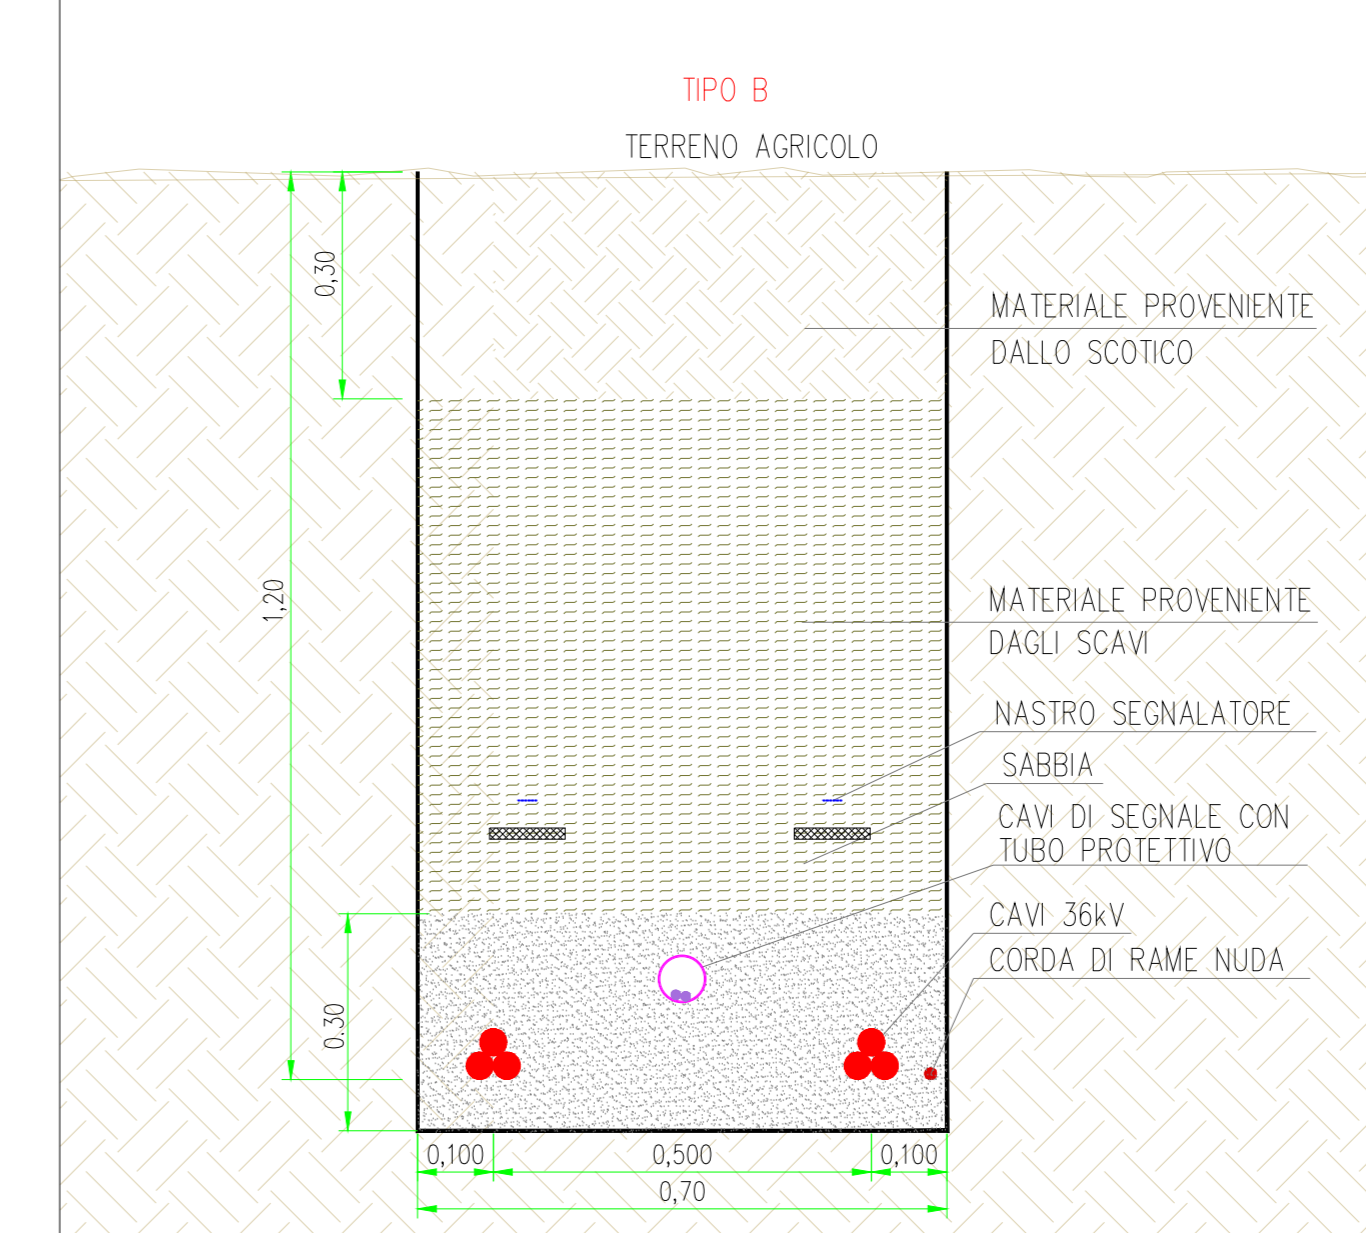 TIPO B
TERRENO AGRICOLO
0,30
MATERIALE PROVENIENTE
DALLO SCOTICO
1,20
MATERIALE PROVENIENTE
DAGLI SCAVI
NASTRO SEGNALATORE
SABBIA
CAVI DI SEGNALE CON
TUBO PROTETTIVO
CAVI 36kV
CORDA DI RAME NUDA
0.30
0,100 0,500 0,100
0,70